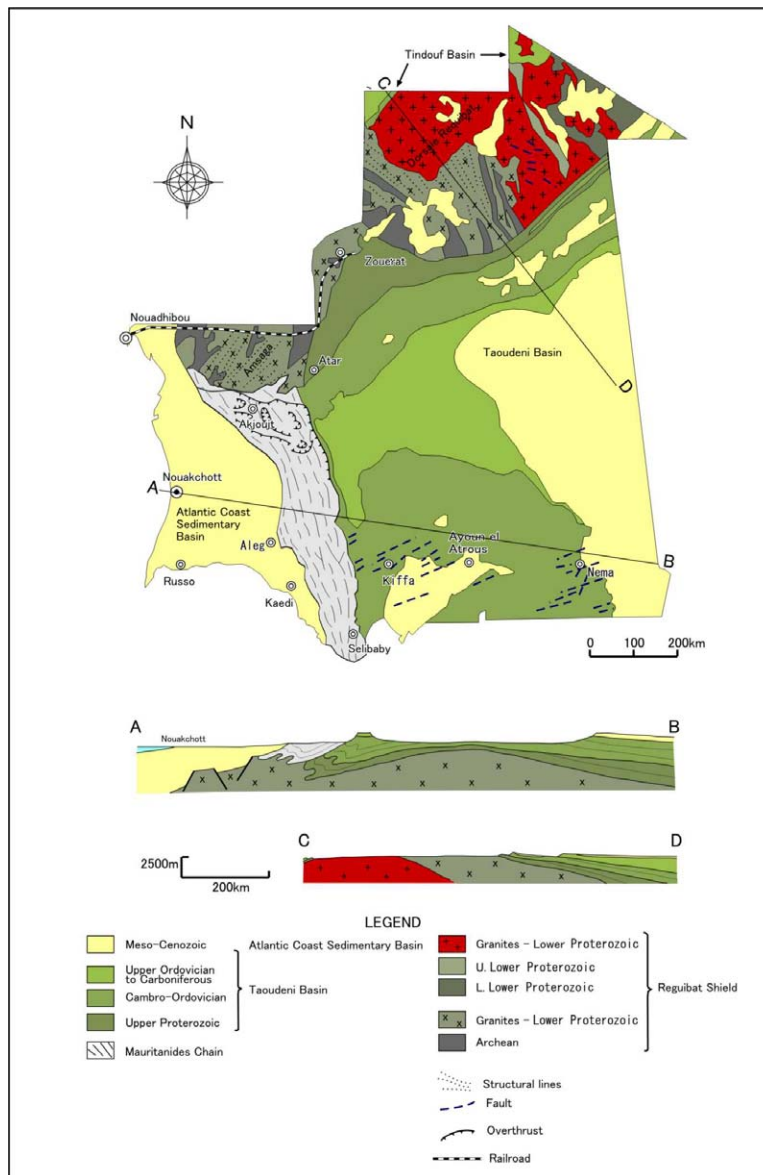 Tindouf Basin
C
N
Dorsale Reguibat
Zouerat
Nouadhibou
Taoudeni Basin
Amsaga
Atar
D
Akjoujt
Nouakchott
A
Atlantic Coast
Sedimentary
Basin
Aleg
Ayoun el
Atrous
B
Russo
Kiffa
Nema
Kaedi
Selibaby
0 100 200km
A
B
Nouakchott
C
D
2500m
200km
LEGEND
Meso-Cenozoic
Atlantic Coast Sedimentary Basin
Upper Ordovician
to Carboniferous
Cambro-Ordovician
Taoudeni Basin
Upper Proterozoic
Mauritanides Chain
Granites - Lower Proterozoic
U. Lower Proterozoic
L. Lower Proterozoic
Reguibat Shield
Granites - Lower Proterozoic
Archean
Structural lines
Fault
Overthrust
Railroad